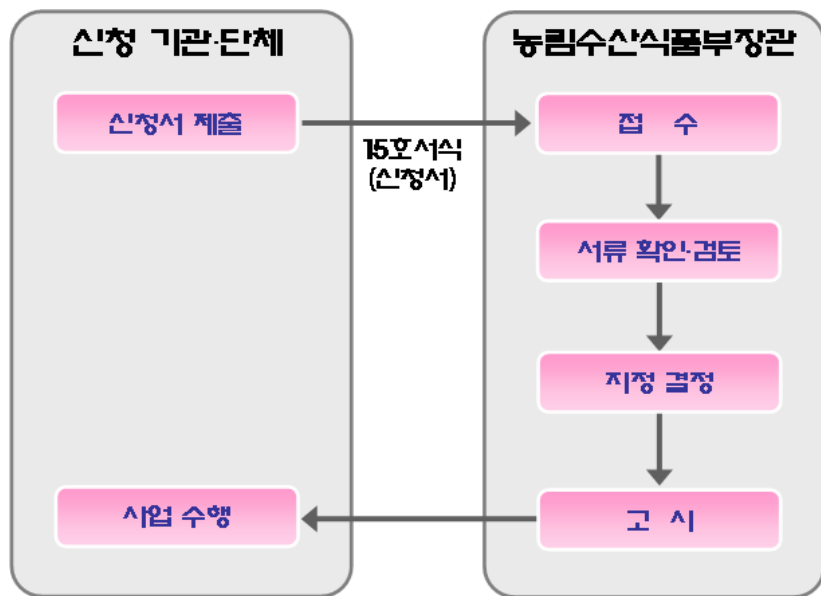 신청 기관·단체
농림수산식품부장관
신청서 제출
접 수
15호서식
(신청서)
서류 확인·검토
지정 결정
사업 수행
고 시